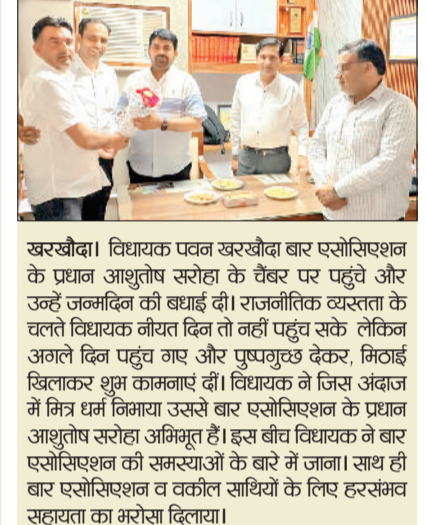 खरखौदा। विधायक पवन खरखौदा बार एसोसिएशन
के प्रधान आशुतोष सरोहा के चैंबर पर पहुंचे और
उन्हें जन्मदिन की बधाई दी। राजनीतिक व्यस्तता के
चलते विधायक नीयत दिन तो नहीं पहुंच सके लेकिन
अगले दिन पहुंच गए और पुष्पगुच्छ देकर, मिठाई
खिलाकर शुभ कामनाएं दीं। विधायक ने जिस अंदाज
में मित्र धर्म निभाया उससे बार एसोसिएशन के प्रधान
आशुतोष सरोहा अभिभूत हैं। इस बीच विधायक ने बार
एसोसिएशन की समस्याओं के बारे में जाना। साथ ही
बार एसोसिएशन व वकील साथियों के लिए हरसंभव
सहायता का भरोसा दिलाया।